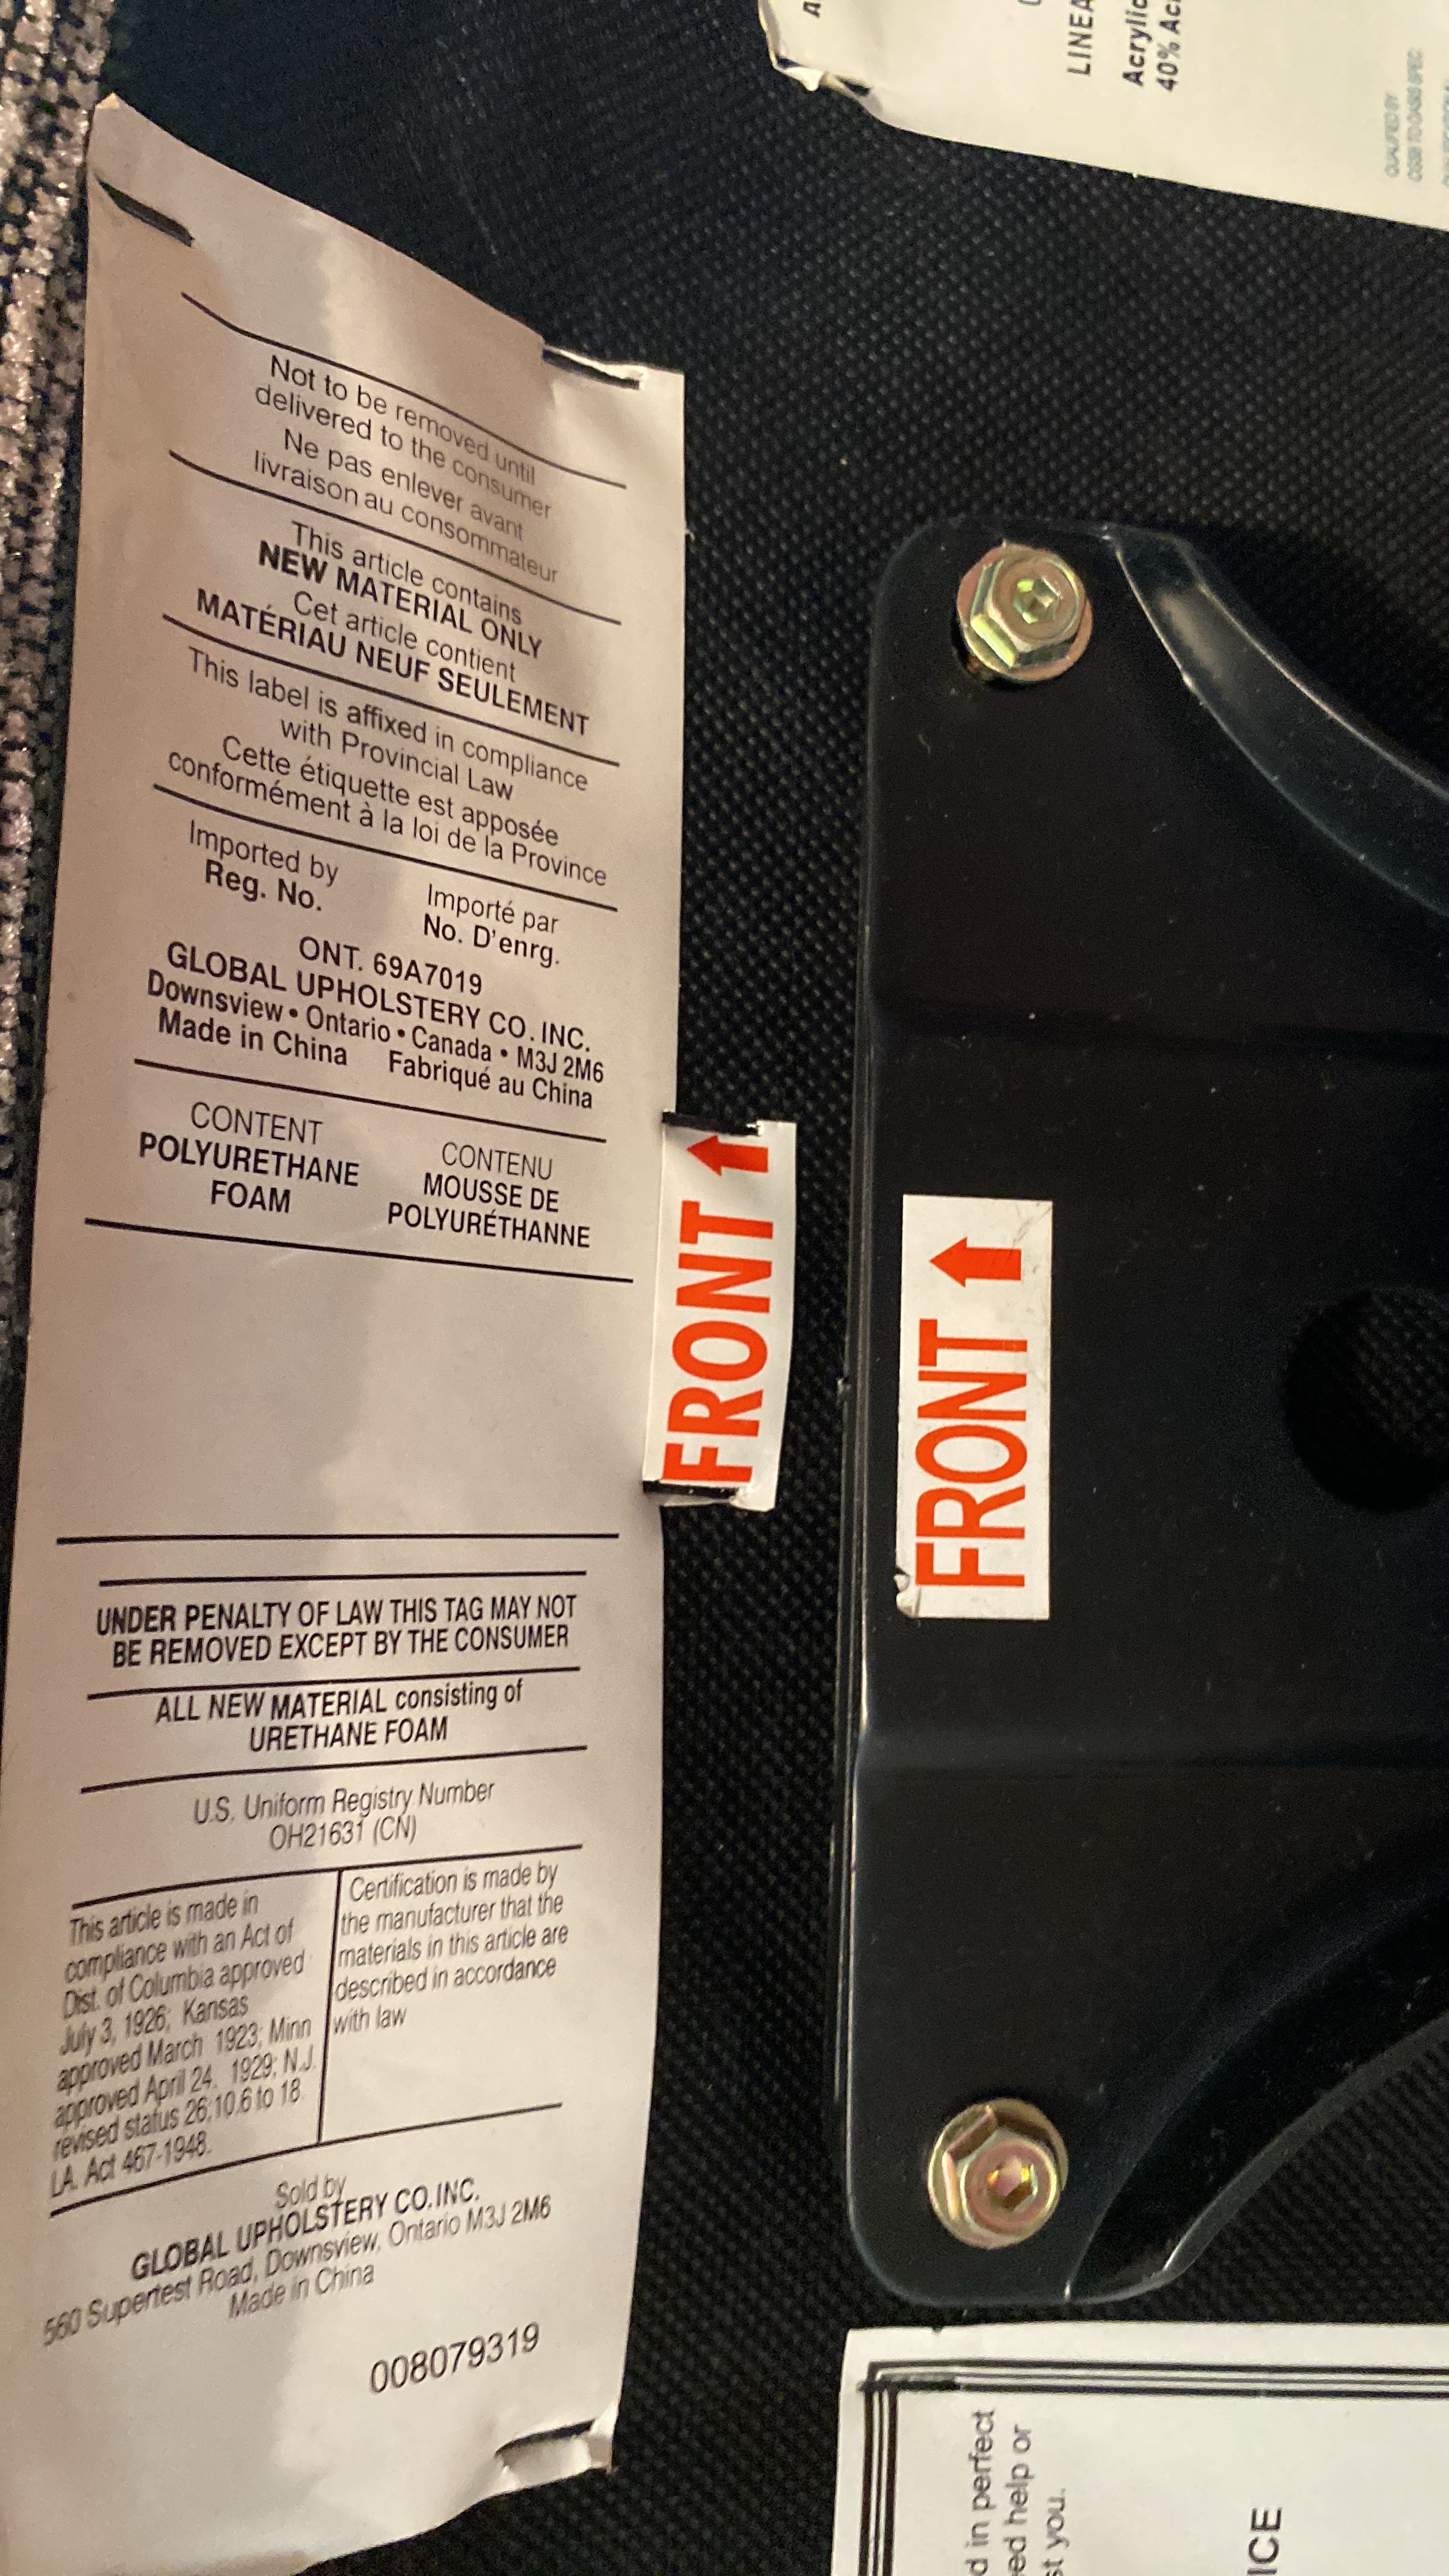 Not to be removed until
delivered to the consumer
Ne pas enlever avant
livraison au consommateur
This article contains
NEW MATERIAL ONLY
Cet article contient
MATÉRIAU NEUF SEULEMENT
This label is affixed in compliance
with Provincial Law
Cette étiquette est apposée
conformément à la loi de la Province
Imported by
Reg. No.
Importé par
No. D'enrg.
ONT. 69A7019
GLOBAL UPHOLSTERY CO. INC.
Downsview • Ontario • Canada • M3J 2M6
Made in China Fabriqué au China
CONTENT
POLYURETHANE
FOAM
CONTENU
MOUSSE DE
POLYURÉTHANNE
UNDER PENALTY OF LAW THIS TAG MAY NOT
BE REMOVED EXCEPT BY THE CONSUMER
ALL NEW MATERIAL consisting of
URETHANE FOAM
U.S. Uniform Registry Number
OH21631 (CN)
This article is made in
compliance with an Act of
Dist. of Columbia approved
July 3, 1926; Kansas
approved March 1923; Minn
approved April 24, 1929; N.J.
revised status 26;10.6 to 18.
LA. Act 467-1948.
Certification is made by
the manufacturer that the
materials in this article are
described in accordance
with law
Sold by
GLOBAL UPHOLSTERY CO.INC.
560 Supertest Road, Downsview, Ontario M3J 2M6
Made in China
008079319
FRONT
FRONT
LINEA
Acrylic
40% Ac
QUALIFIED BY
d in perfect
ed help or
st you.
ICE